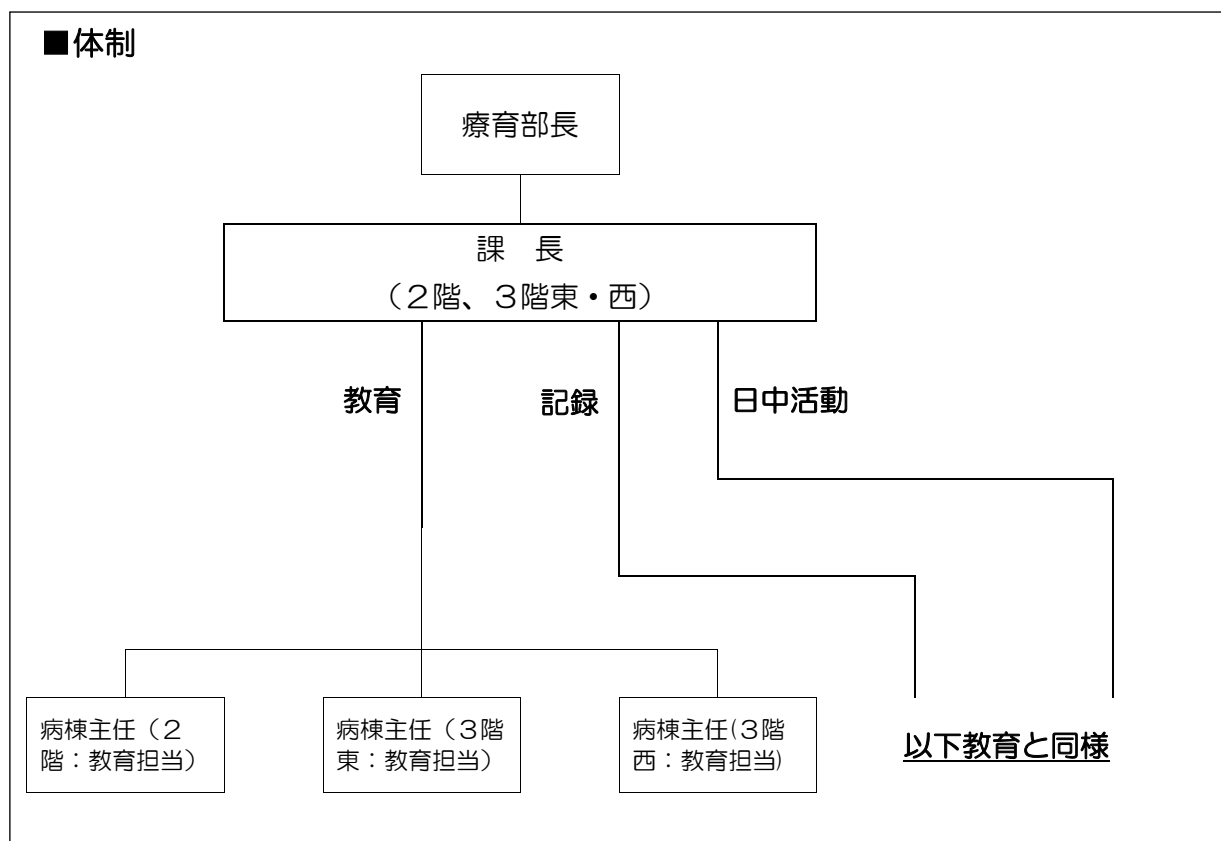 ■体制
療育部長
課　長
（２階、３階東・西）
教育
記録
日中活動
病棟主任（２
階：教育担当）
病棟主任（３階
東：教育担当）
病棟主任(３階
西：教育担当)
以下教育と同様